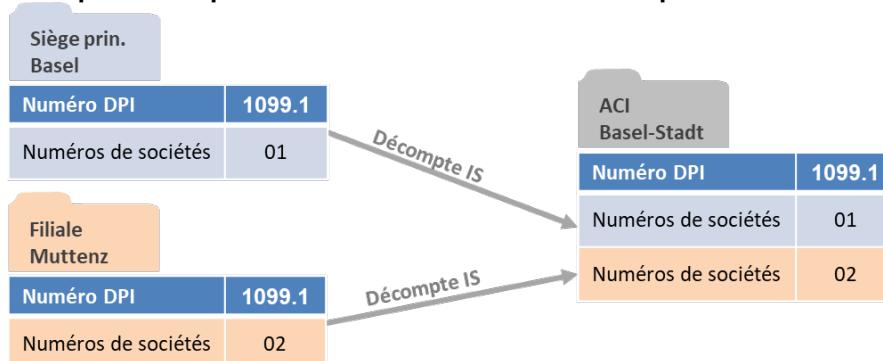 Siège prin.
Basel
Numéro DPI 1099.1
Numéros de sociétés 01
Décompte IS
Filiale
Muttenz
Numéro DPI 1099.1
Numéros de sociétés 02
Décompte IS
ACI
Basel-Stadt
Numéro DPI 1099.1
Numéros de sociétés 01
Numéros de sociétés 02